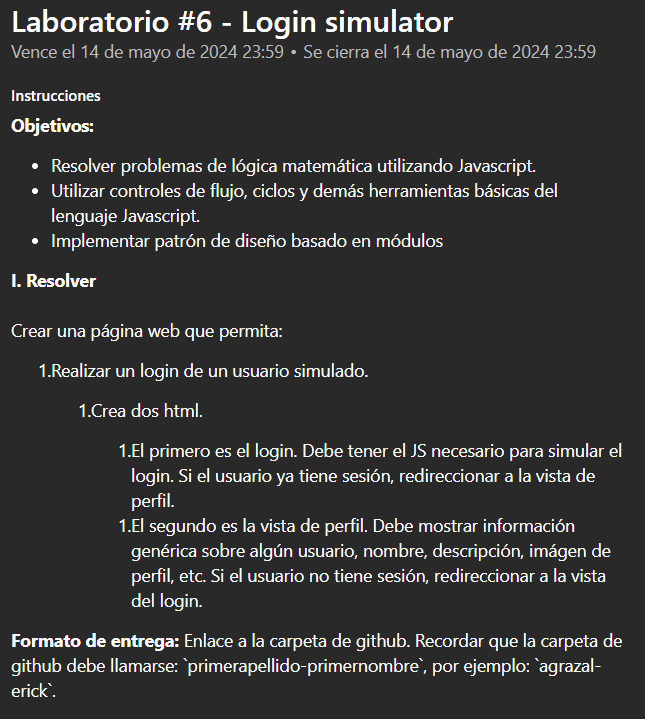 Laboratorio #6 - Login simulator
Vence el 14 de mayo de 2024 23:59 • Se cierra el 14 de mayo de 2024 23:59
Instrucciones
Objetivos:
• Resolver problemas de lógica matemática utilizando Javascript.
• Utilizar controles de flujo, ciclos y demás herramientas básicas del
lenguaje Javascript.
• Implementar patrón de diseño basado en módulos
I. Resolver
Crear una página web que permita:
1.Realizar un login de un usuario simulado.
1.Crea dos html.
1.El primero es el login. Debe tener el JS necesario para simular el
login. Si el usuario ya tiene sesión, redireccionar a la vista de
perfil.
1.El segundo es la vista de perfil. Debe mostrar información
genérica sobre algún usuario, nombre, descripción, imágen de
perfil, etc. Si el usuario no tiene sesión, redireccionar a la vista
del login.
Formato de entrega: Enlace a la carpeta de github. Recordar que la carpeta de
github debe llamarse: `primerapellido-primernombre`, por ejemplo: `agrazal-
erick`.